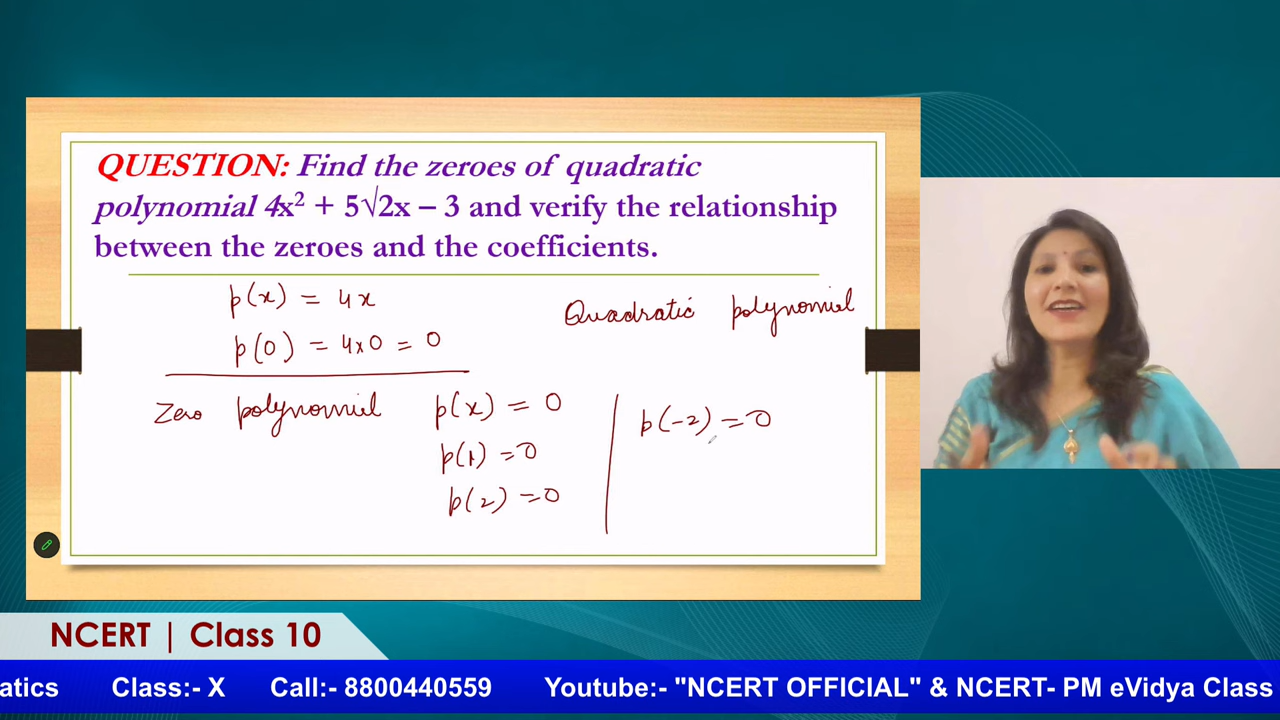 QUESTION: Find the zeroes of quadratic
polynomial 4x² + 5√2x – 3 and verify the relationship
between the zeroes and the coefficients.
p(x) = 4x
p(0) = 4x0 = 0
Quadratic polynomial
Zero polynomial p(x) = 0
p(1) = 0
p(2) = 0
p(-2) = 0
NCERT | Class 10
atics Class:- X Call:- 8800440559 Youtube:- "NCERT OFFICIAL" & NCERT- PM eVidya Class